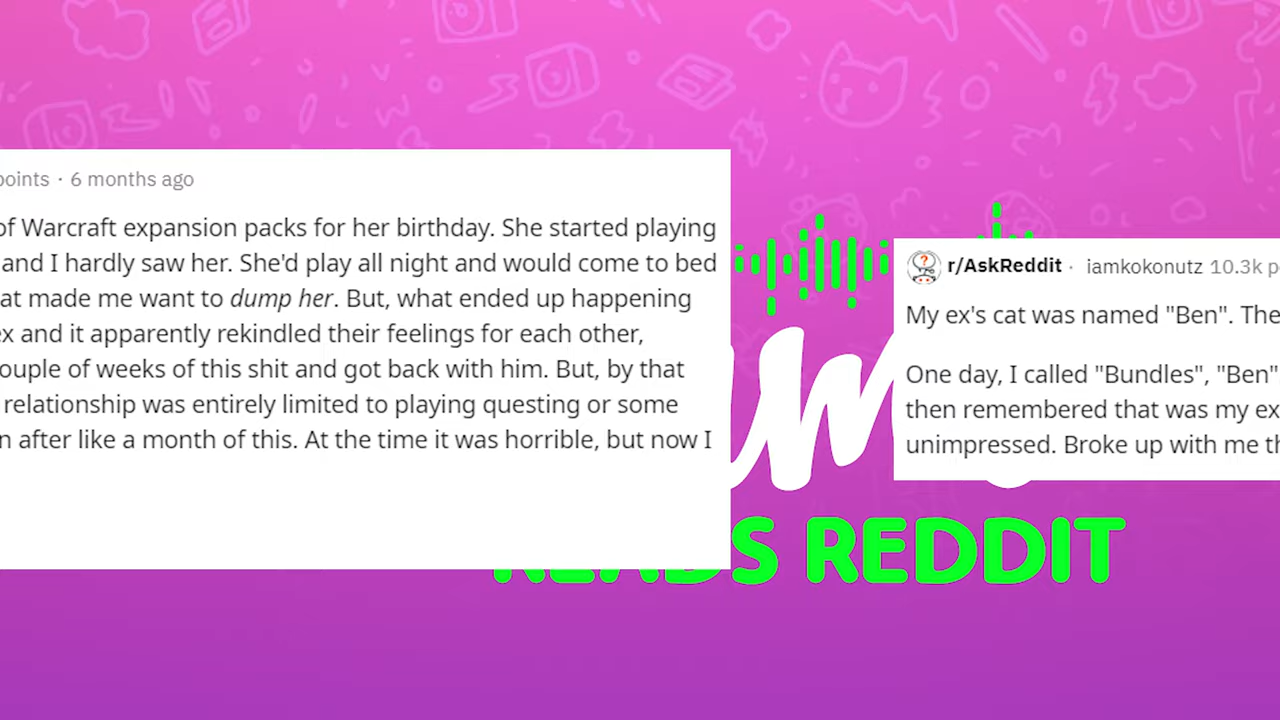 points · 6 months ago
of Warcraft expansion packs for her birthday. She started playing
and I hardly saw her. She'd play all night and would come to bed
at made me want to dump her. But, what ended up happening
ex and it apparently rekindled their feelings for each other,
ouple of weeks of this shit and got back with him. But, by that
relationship was entirely limited to playing questing or some
n after like a month of this. At the time it was horrible, but now I
r/AskReddit · iamkokonutz 10.3k p
My ex's cat was named "Ben". The
One day, I called "Bundles", "Ben"
then remembered that was my ex
unimpressed. Broke up with me th
READS REDDIT